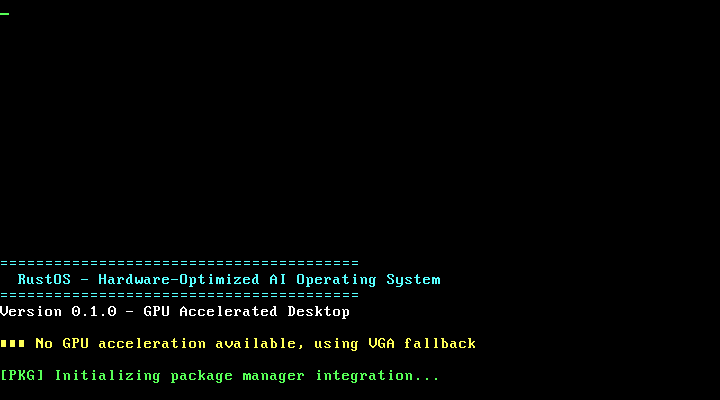 ========================================
RustOS - Hardware-Optimized AI Operating System
========================================
Version 0.1.0 - GPU Accelerated Desktop
■■■ No GPU acceleration available, using VGA fallback
[PKG] Initializing package manager integration...